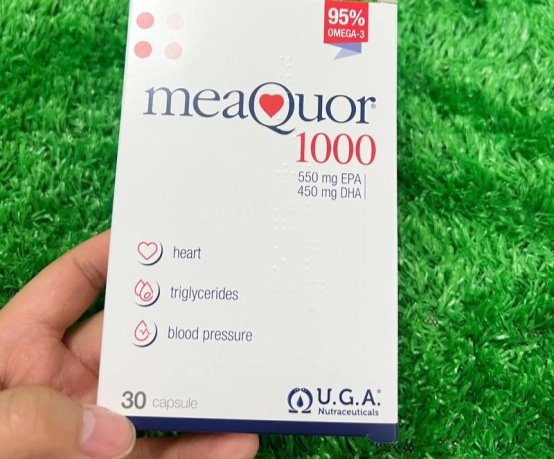 95%
OMEGA-3
meaQuor®
1000
550 mg EPA
450 mg DHA
heart
triglycerides
blood pressure
30 capsule
U.G.A.®
Nutraceuticals